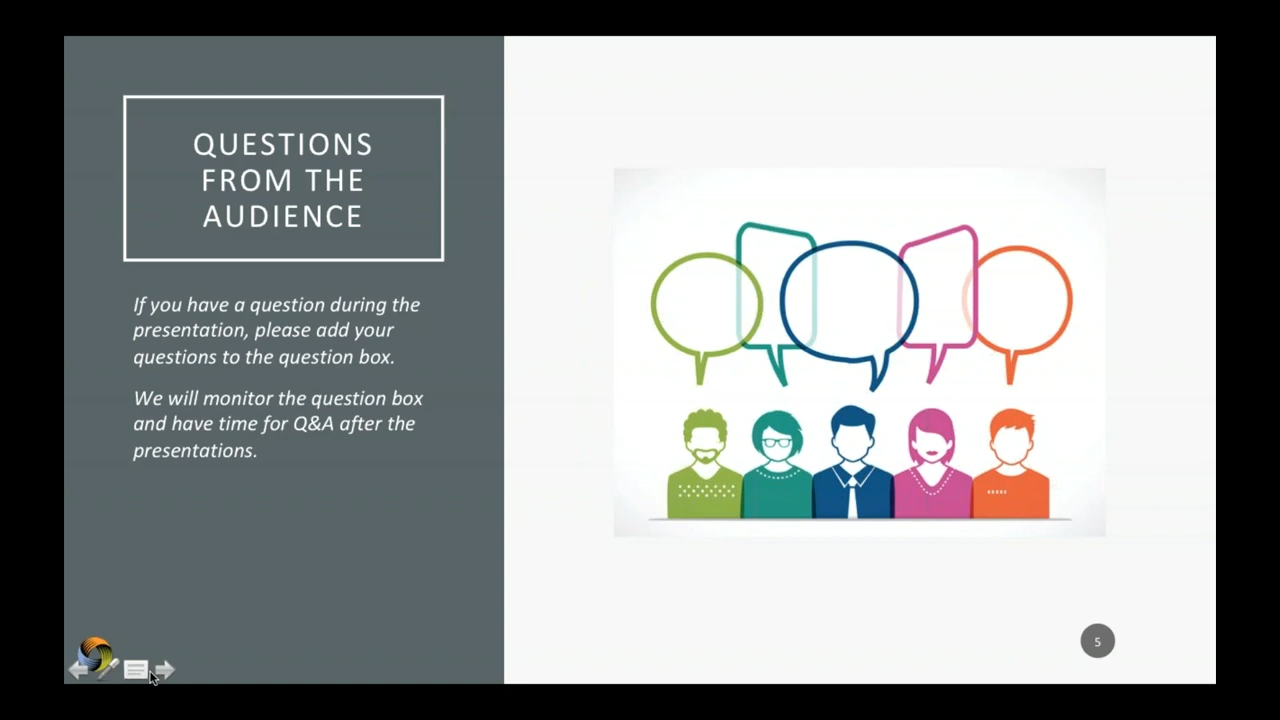 QUESTIONS
FROM THE
AUDIENCE
If you have a question during the
presentation, please add your
questions to the question box.
We will monitor the question box
and have time for Q&A after the
presentations.
5